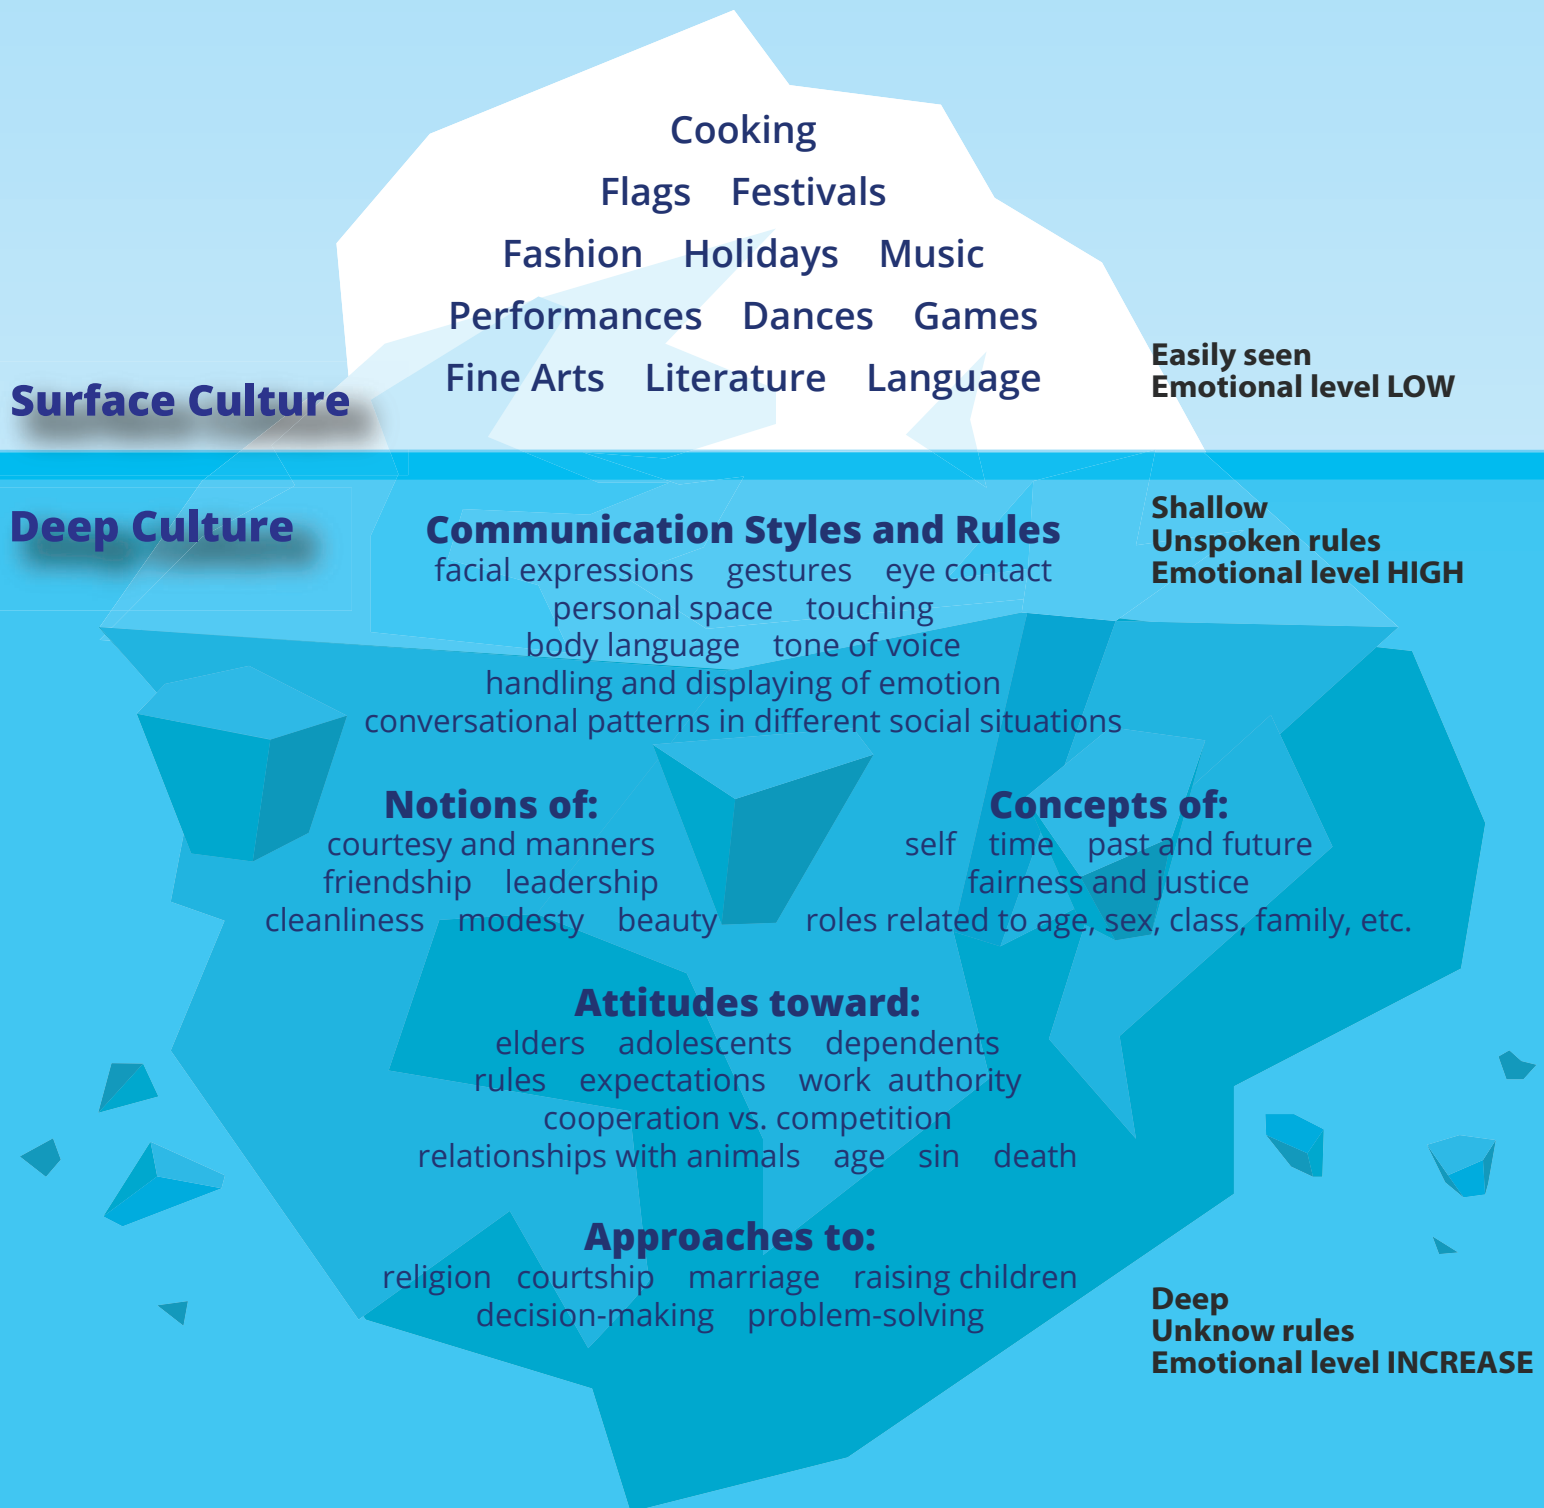 Cooking
Flags Festivals
Fashion Holidays Music
Performances Dances Games
Fine Arts Literature Language
Easily seen
Emotional level LOW
Surface Culture
Deep Culture
Shallow
Unspoken rules
Emotional level HIGH
Communication Styles and Rules
facial expressions gestures eye contact
personal space touching
body language tone of voice
handling and displaying of emotion
conversational patterns in different social situations
Notions of:
courtesy and manners
friendship leadership
cleanliness modesty beauty
Concepts of:
self time past and future
fairness and justice
roles related to age, sex, class, family, etc.
Attitudes toward:
elders adolescents dependents
rules expectations work authority
cooperation vs. competition
relationships with animals age sin death
Approaches to:
religion courtship marriage raising children
decision-making problem-solving
Deep
Unknow rules
Emotional level INCREASE